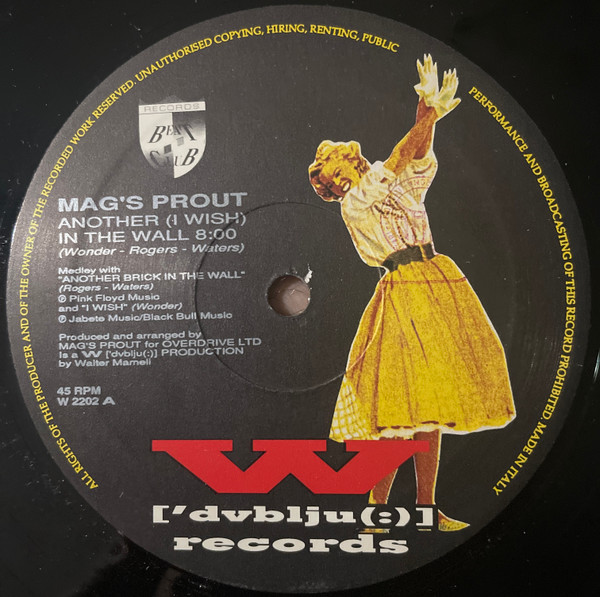 ALL RIGHTS OF THE PRODUCER AND OF THE OWNER OF THE RECORDED WORK RESERVED. UNAUTHORISED COPYING, HIRING, RENTING, PUBLIC
PERFORMANCE AND BROADCASTING OF THIS RECORD PROHIBITED. MADE IN ITALY
RECORDS
BEAT
CLUB
MAG'S PROUT
ANOTHER (I WISH)
IN THE WALL 8:00
(Wonder - Rogers - Waters)
Medley with
"ANOTHER BRICK IN THE WALL"
(Rogers - Waters)
℗ Pink Floyd Music
and "I WISH" (Wonder)
℗ Jabete Music/Black Bull Music
Produced and arranged by
MAG'S PROUT for OVERDRIVE LTD
Is a W ['dvblju(:)] PRODUCTION
by Walter Mameli
45 RPM
W 2202 A
W
['dvblju(:)]
records